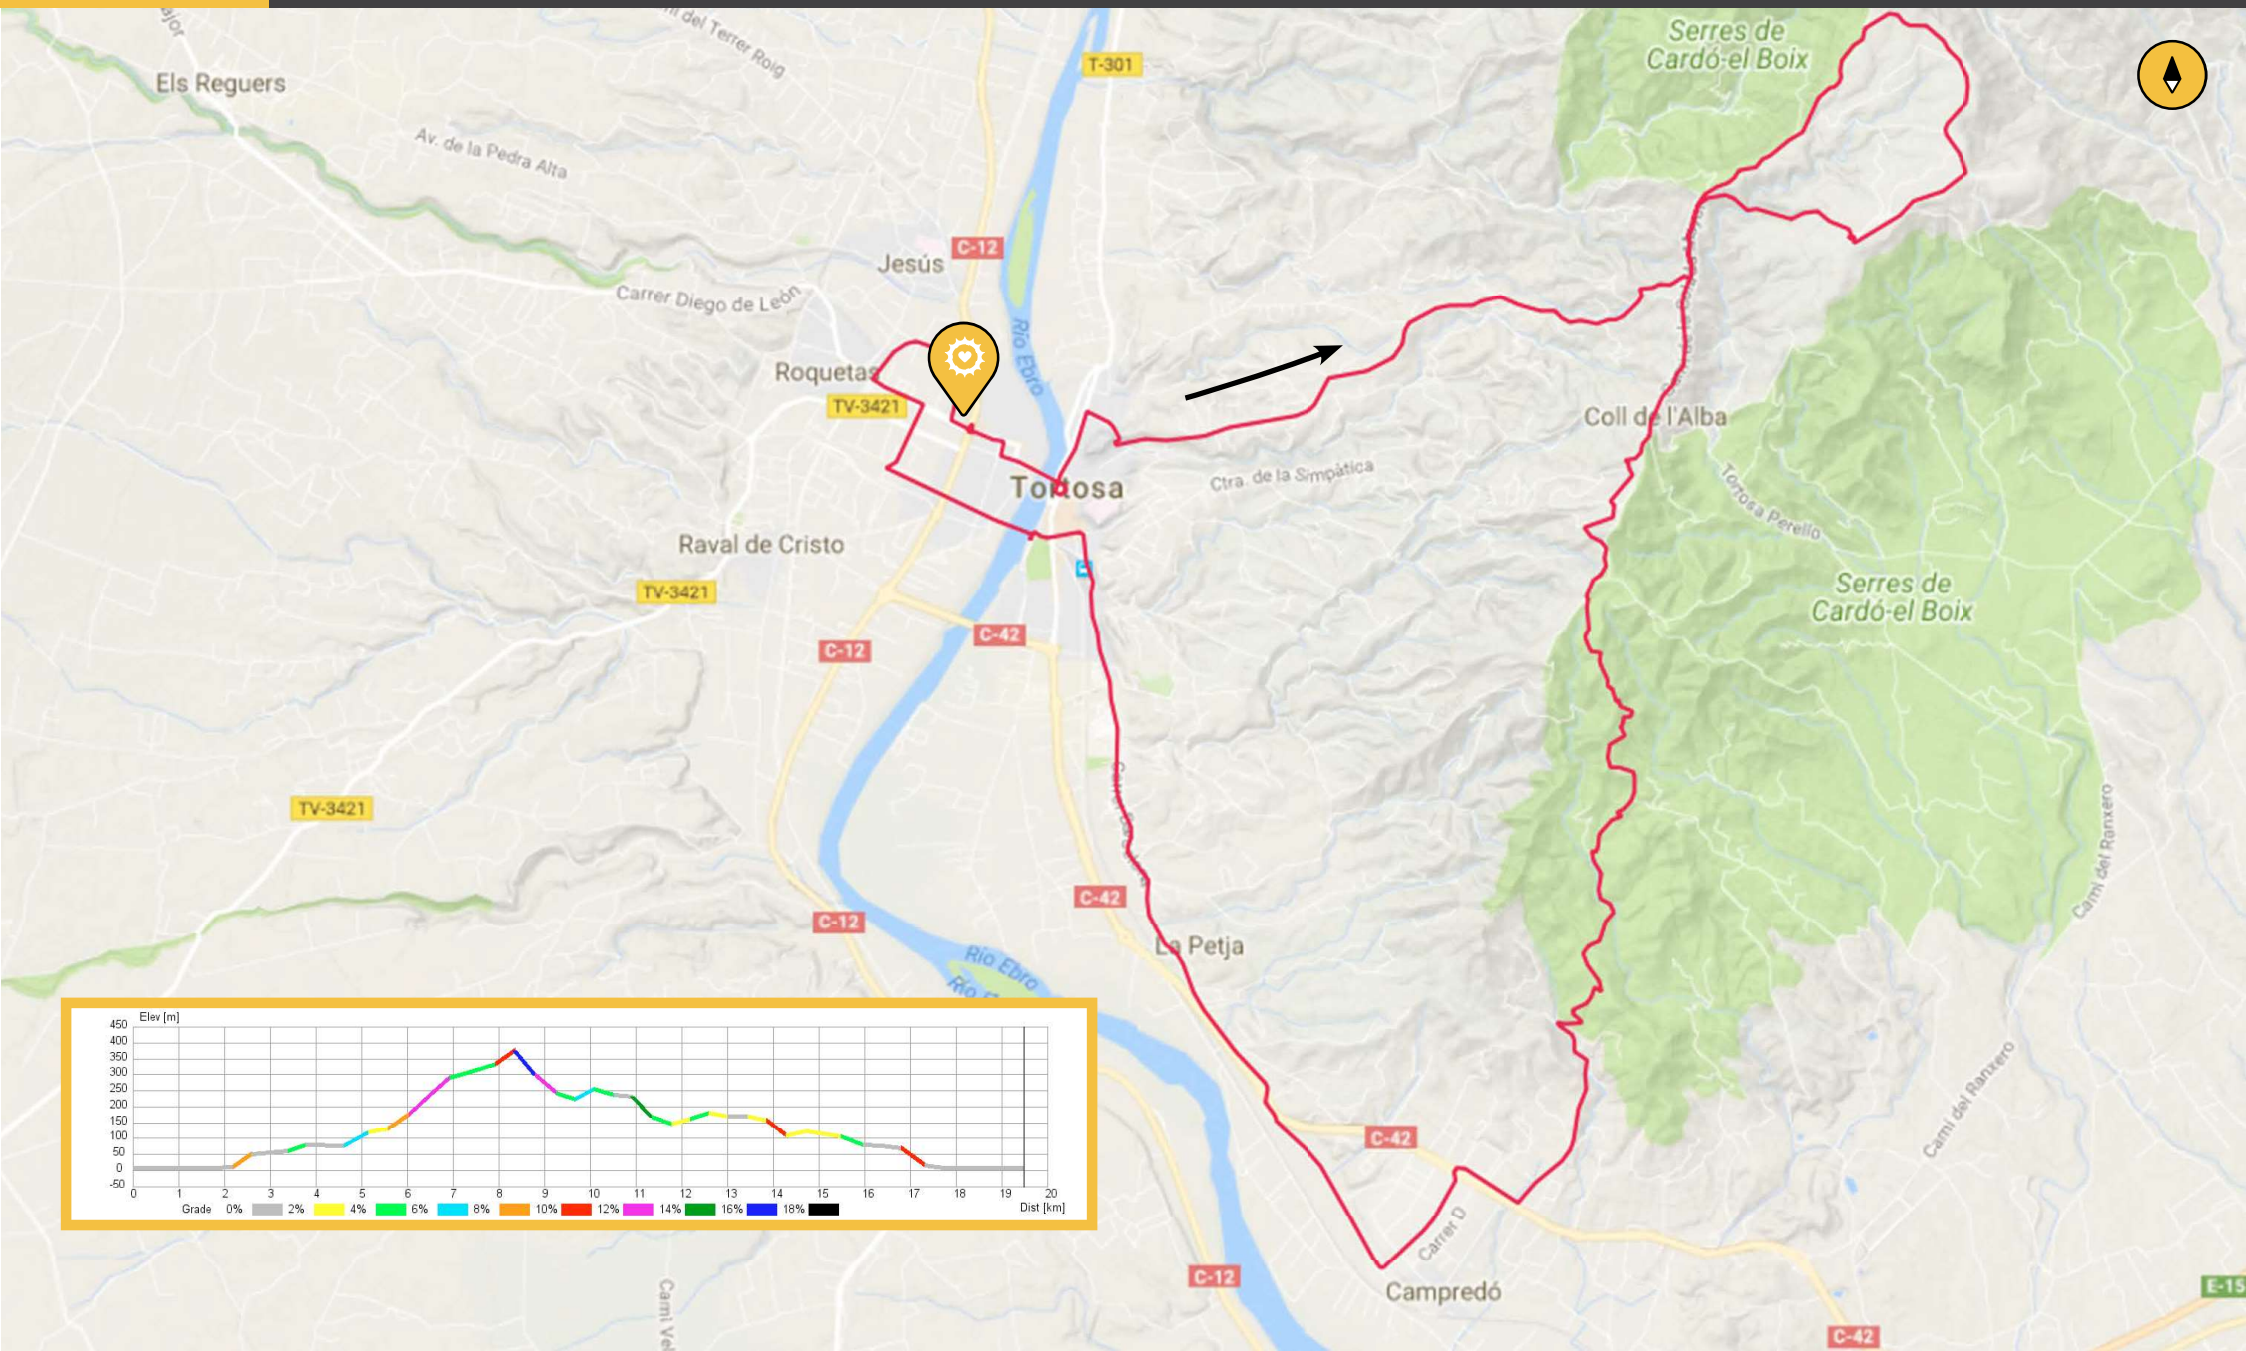 Serres de
Cardó-el Boix
del Terrer Roig
T-301
Els Reguers
Av. de la Pedra Alta
C-12
Jesús
Carrer Diego de León
Río Ebro
Roquetas
TV-3421
Coll de l'Alba
Ctra. de la Simpàtica
Tortosa
Tortosa Perelló
Raval de Cristo
TV-3421
Serres de
Cardó-el Boix
C-42
C-12
TV-3421
Camí del Ranxero
C-42
C-12
La Petja
Río Ebro
Río
Camí del Ranxero
C-42
Carrer D
C-12
Campredó
E-15
C-42
Camí Vel
Elev [m]
450
400
350
300
250
200
150
100
50
0
-50
0 1 2 3 4 5 6 7 8 9 10 11 12 13 14 15 16 17 18 19 20
Grade 0% 2% 4% 6% 8% 10% 12% 14% 16% 18%
Dist [km]